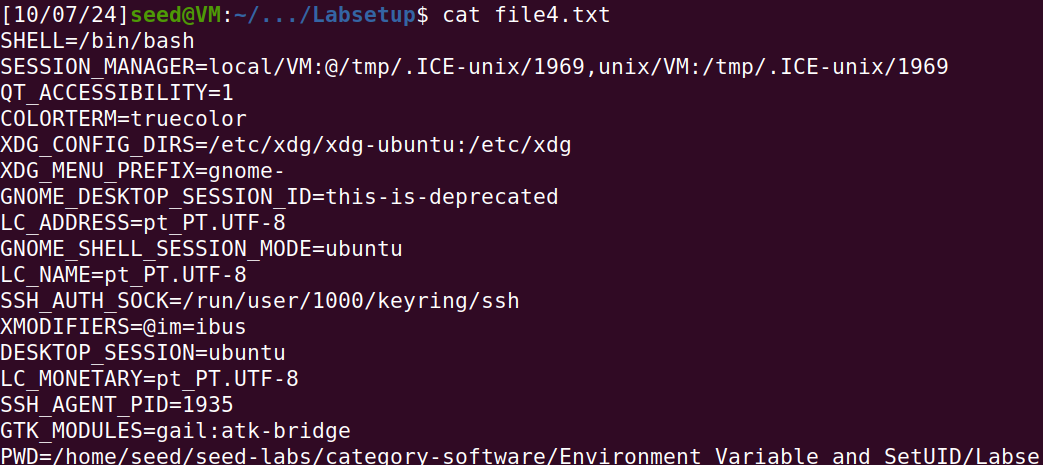 [10/07/24]seed@VM:~/.../Labsetup$ cat file4.txt
SHELL=/bin/bash
SESSION_MANAGER=local/VM:@/tmp/.ICE-unix/1969,unix/VM:/tmp/.ICE-unix/1969
QT_ACCESSIBILITY=1
COLORTERM=truecolor
XDG_CONFIG_DIRS=/etc/xdg/xdg-ubuntu:/etc/xdg
XDG_MENU_PREFIX=gnome-
GNOME_DESKTOP_SESSION_ID=this-is-deprecated
LC_ADDRESS=pt_PT.UTF-8
GNOME_SHELL_SESSION_MODE=ubuntu
LC_NAME=pt_PT.UTF-8
SSH_AUTH_SOCK=/run/user/1000/keyring/ssh
XMODIFIERS=@im=ibus
DESKTOP_SESSION=ubuntu
LC_MONETARY=pt_PT.UTF-8
SSH_AGENT_PID=1935
GTK_MODULES=gail:atk-bridge
PWD=/home/seed/seed-labs/category-software/Environment_Variable_and_SetUID/Labse